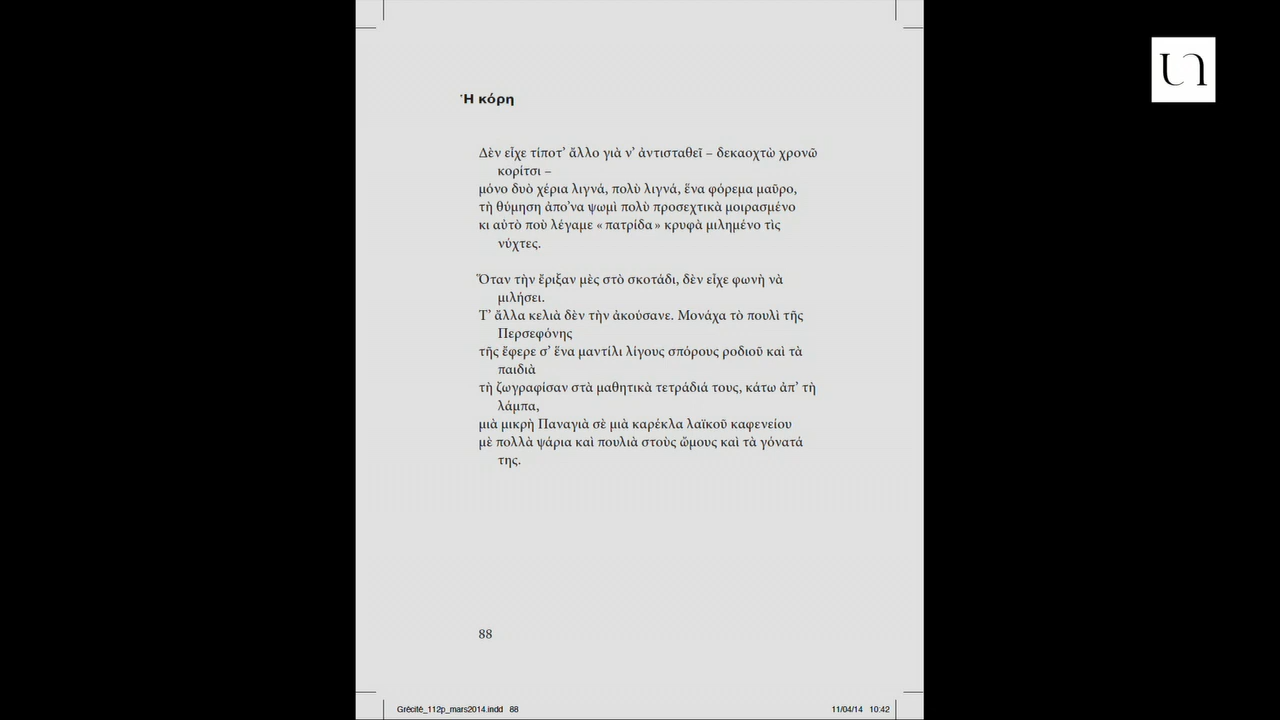 Ἡ κόρη
Δὲν εἶχε τίποτ’ ἄλλο γιὰ ν’ ἀντισταθεῖ – δεκαοχτὼ χρονῶ
κορίτσι –
μόνο δυὸ χέρια λιγνά, πολὺ λιγνά, ἕνα φόρεμα μαῦρο,
τὴ θύμηση ἀπο’να ψωμὶ πολὺ προσεχτικὰ μοιρασμένο
κι αὐτὸ ποὺ λέγαμε « πατρίδα » κρυφὰ μιλημένο τὶς
νύχτες.
Ὅταν τὴν ἔριξαν μὲς στὸ σκοτάδι, δὲν εἶχε φωνὴ νὰ
μιλήσει.
Τ’ ἄλλα κελιὰ δὲν τὴν ἀκούσανε. Μονάχα τὸ πουλὶ τῆς
Περσεφόνης
τῆς ἔφερε σ’ ἕνα μαντίλι λίγους σπόρους ροδιοῦ καὶ τὰ
παιδιὰ
τὴ ζωγραφίσαν στὰ μαθητικὰ τετράδιά τους, κάτω ἀπ’ τὴ
λάμπα,
μιὰ μικρὴ Παναγιὰ σὲ μιὰ καρέκλα λαϊκοῦ καφενείου
μὲ πολλὰ ψάρια καὶ πουλιὰ στοὺς ὤμους καὶ τὰ γόνατά
της.
88
Grécité_112p_mars2014.indd 88
11/04/14 10:42